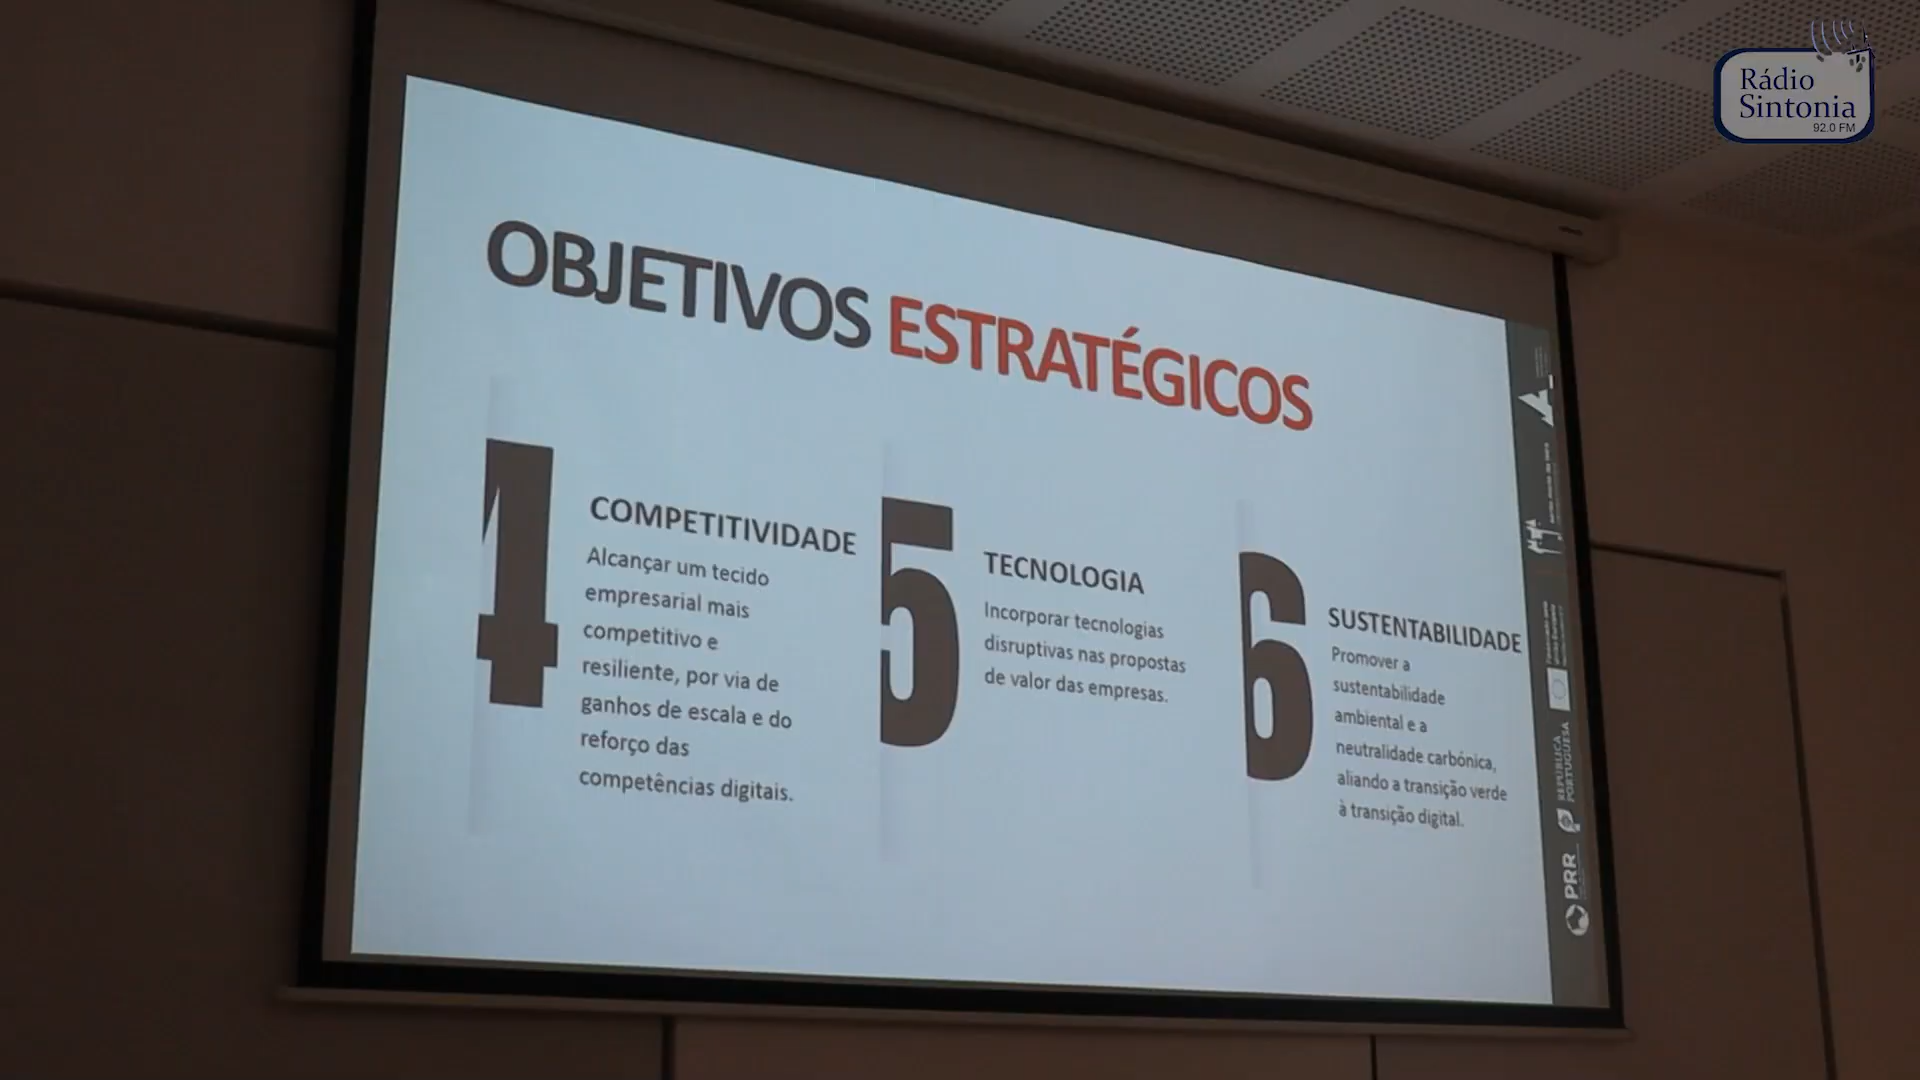 Rádio
Sintonia
92.0 FM
OBJETIVOS ESTRATÉGICOS
4
COMPETITIVIDADE
Alcançar um tecido
empresarial mais
competitivo e
resiliente, por via de
ganhos de escala e do
reforço das
competências digitais.
5
TECNOLOGIA
Incorporar tecnologias
disruptivas nas propostas
de valor das empresas.
6
SUSTENTABILIDADE
Promover a
sustentabilidade
ambiental e a
neutralidade carbónica,
aliando a transição verde
à transição digital.
PRR
REPÚBLICA
PORTUGUESA